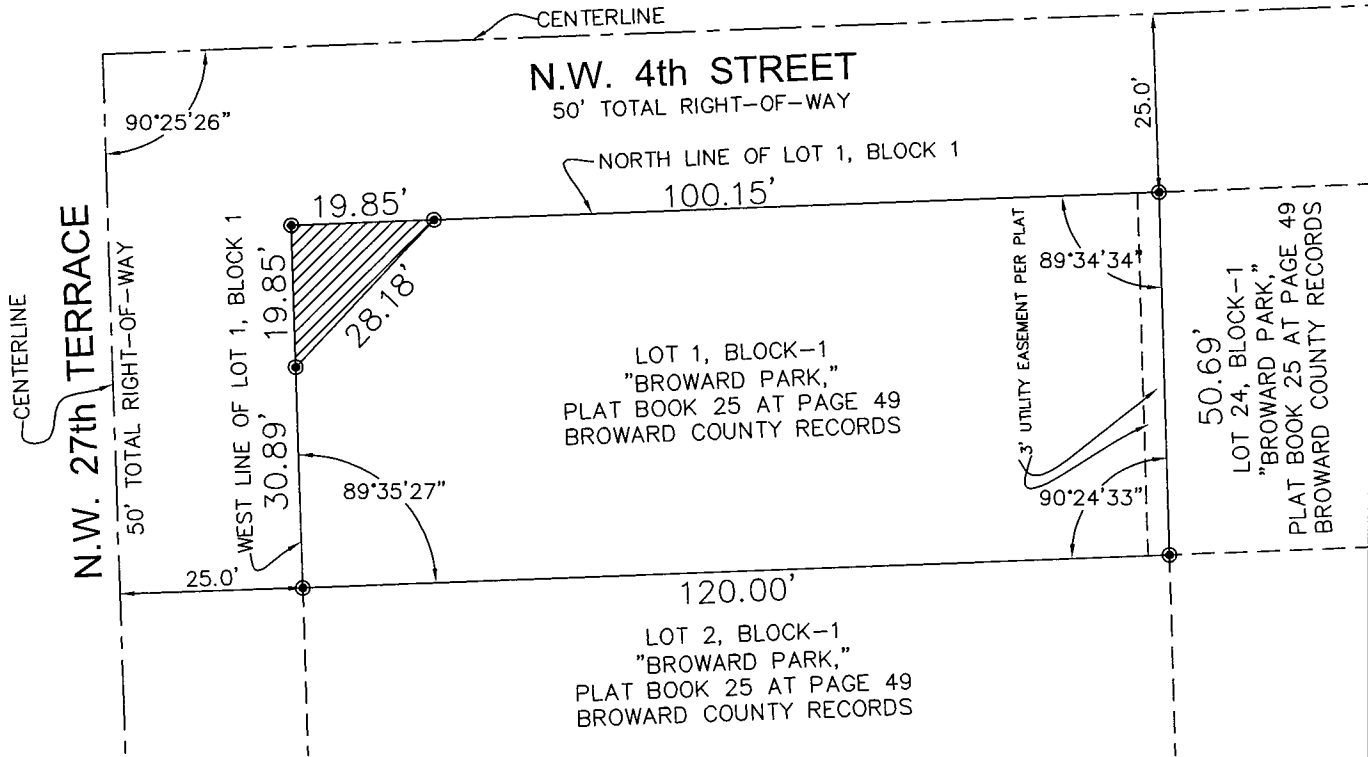 CENTERLINE
N.W. 4th STREET
50' TOTAL RIGHT-OF-WAY
90°25'26"
25.0'
NORTH LINE OF LOT 1, BLOCK 1
19.85'
100.15'
CENTERLINE
N.W. 27th TERRACE
50' TOTAL RIGHT-OF-WAY
WEST LINE OF LOT 1, BLOCK 1
19.85'
28.18'
30.89'
89°35'27"
LOT 1, BLOCK-1
"BROWARD PARK,"
PLAT BOOK 25 AT PAGE 49
BROWARD COUNTY RECORDS
3' UTILITY EASEMENT PER PLAT
89°34'34"
90°24'33"
50.69'
LOT 24, BLOCK-1
"BROWARD PARK,"
PLAT BOOK 25 AT PAGE 49
BROWARD COUNTY RECORDS
25.0'
120.00'
LOT 2, BLOCK-1
"BROWARD PARK,"
PLAT BOOK 25 AT PAGE 49
BROWARD COUNTY RECORDS